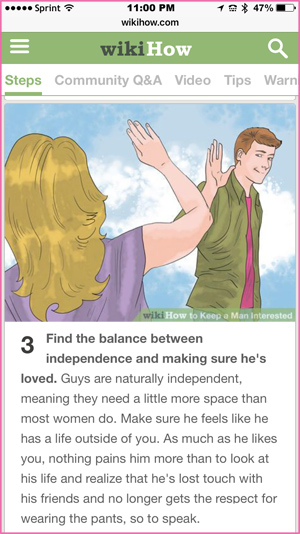 Sprint 11:00 PM 47%
wikihow.com
wikiHow
Steps Community Q&A Video Tips Warn
wikiHow to Keep a Man Interested
3 Find the balance between
independence and making sure he's
loved. Guys are naturally independent,
meaning they need a little more space than
most women do. Make sure he feels like he
has a life outside of you. As much as he likes
you, nothing pains him more than to look at
his life and realize that he's lost touch with
his friends and no longer gets the respect for
wearing the pants, so to speak.